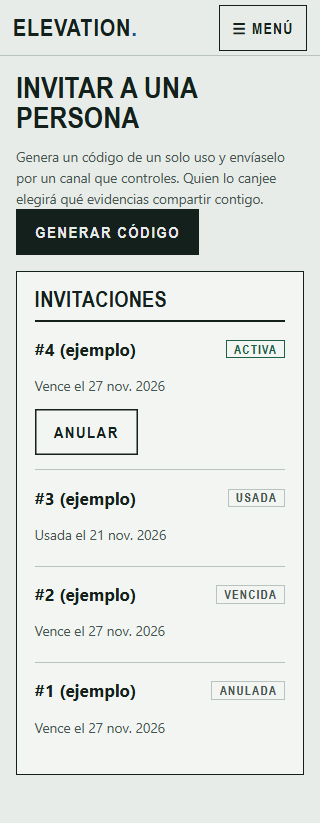 ELEVATION.
☰ MENÚ
INVITAR A UNA
PERSONA
Genera un código de un solo uso y envíaselo
por un canal que controles. Quien lo canjee
elegirá qué evidencias compartir contigo.
GENERAR CÓDIGO
INVITACIONES
#4 (ejemplo)
ACTIVA
Vence el 27 nov. 2026
ANULAR
#3 (ejemplo)
USADA
Usada el 21 nov. 2026
#2 (ejemplo)
VENCIDA
Vence el 27 nov. 2026
#1 (ejemplo)
ANULADA
Vence el 27 nov. 2026